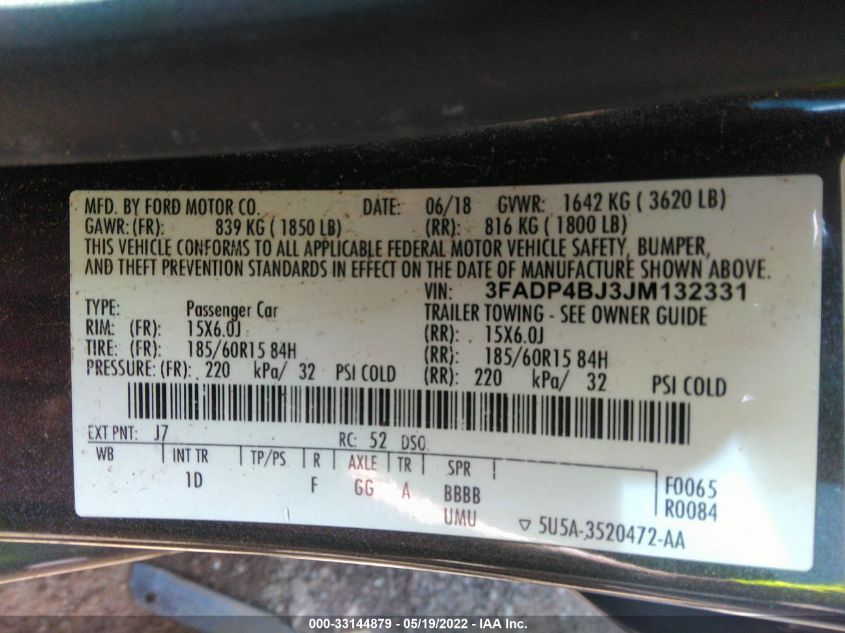 MFD. BY FORD MOTOR CO. DATE: 06/18 GVWR: 1642 KG ( 3620 LB)
GAWR: (FR): 839 KG ( 1850 LB) (RR): 816 KG ( 1800 LB)
THIS VEHICLE CONFORMS TO ALL APPLICABLE FEDERAL MOTOR VEHICLE SAFETY, BUMPER,
AND THEFT PREVENTION STANDARDS IN EFFECT ON THE DATE OF MANUFACTURE SHOWN ABOVE.
VIN: 3FADP4BJ3JM132331
TYPE: Passenger Car TRAILER TOWING - SEE OWNER GUIDE
RIM: (FR): 15X6.0J (RR): 15X6.0J
TIRE: (FR): 185/60R15 84H (RR): 185/60R15 84H
PRESSURE: (FR): 220 kPa/ 32 PSI COLD (RR): 220 kPa/ 32 PSI COLD
EXT PNT: J7 RC: 52 DSO:
WB INT TR TP/PS R AXLE TR SPR
1D F GG A BBBB F0065
UMU R0084
▽ 5U5A-3520472-AA
000-33144879 - 05/19/2022 - IAA Inc.